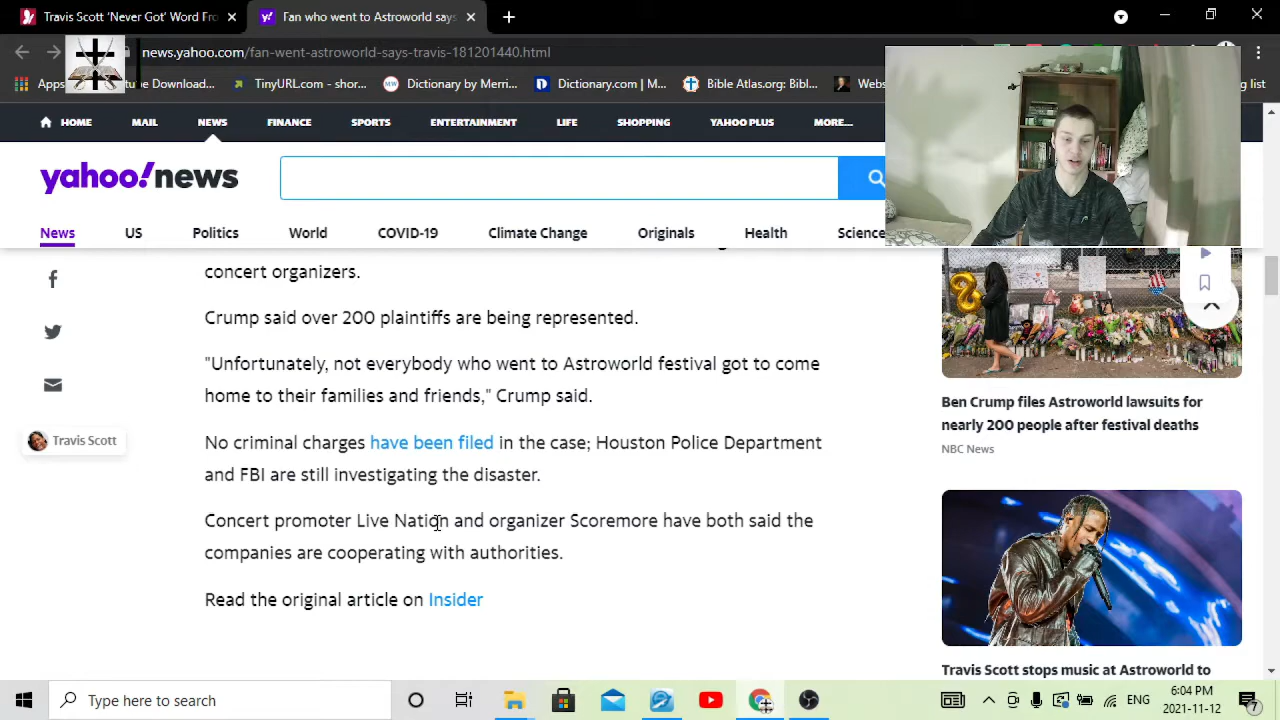 Travis Scott 'Never Got' Word Fro
Fan who went to Astroworld says
news.yahoo.com/fan-went-astroworld-says-travis-181201440.html
Apps
Download...
TinyURL.com - shor...
MW
Dictionary by Merri...
D
Dictionary.com | M...
Bible Atlas.org: Bibl...
Webs
ng list
HOME
MAIL
NEWS
FINANCE
SPORTS
ENTERTAINMENT
LIFE
SHOPPING
YAHOO PLUS
MORE...
yahoo!news
News
US
Politics
World
COVID-19
Climate Change
Originals
Health
Science
concert organizers.
Crump said over 200 plaintiffs are being represented.
"Unfortunately, not everybody who went to Astroworld festival got to come
home to their families and friends," Crump said.
Travis Scott
No criminal charges have been filed in the case; Houston Police Department
and FBI are still investigating the disaster.
Concert promoter Live Nation and organizer Scoremore have both said the
companies are cooperating with authorities.
Read the original article on Insider
Ben Crump files Astroworld lawsuits for
nearly 200 people after festival deaths
NBC News
Travis Scott stops music at Astroworld to
Type here to search
ENG
6:04 PM
2021-11-12
7